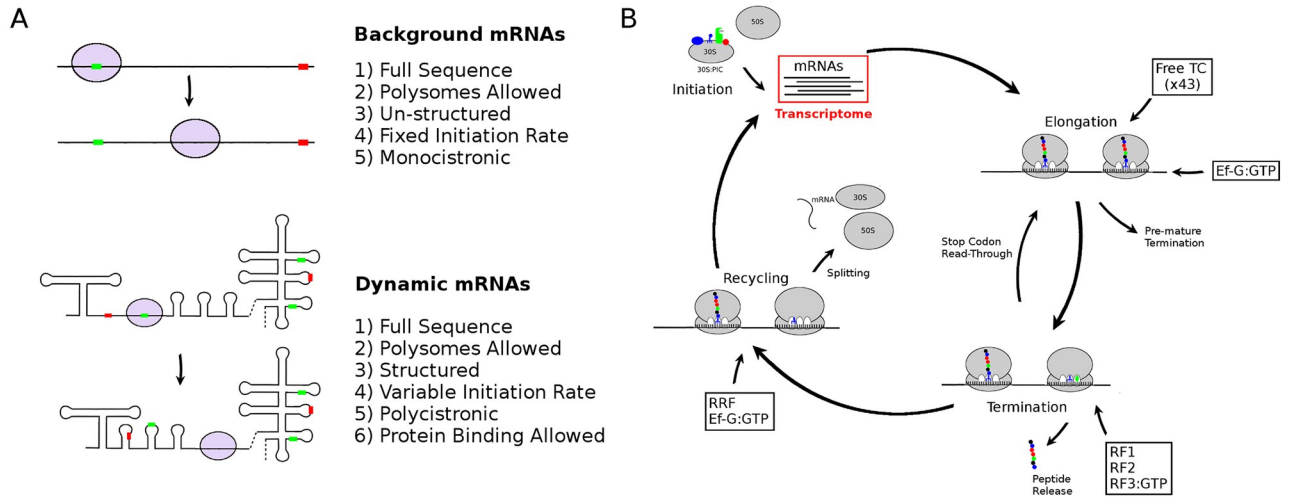 A
Background mRNAs
1) Full Sequence
2) Polysomes Allowed
3) Un-structured
4) Fixed Initiation Rate
5) Monocistronic
Dynamic mRNAs
1) Full Sequence
2) Polysomes Allowed
3) Structured
4) Variable Initiation Rate
5) Polycistronic
6) Protein Binding Allowed
B
50S
30S
30S:PIC
Initiation
mRNAs
Transcriptome
Free TC
(x43)
Elongation
Ef-G:GTP
Pre-mature
Termination
Stop Codon
Read-Through
mRNA
30S
50S
Splitting
Recycling
RRF
Ef-G:GTP
Termination
Peptide
Release
RF1
RF2
RF3:GTP